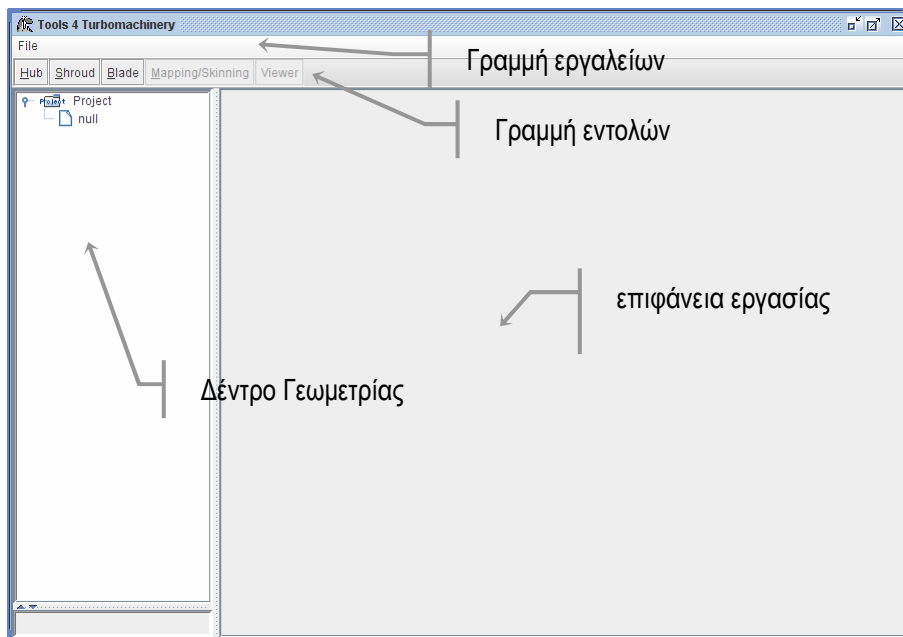 Tools 4 Turbomachinery
File
Γραμμή εργαλείων
Hub Shroud Blade Mapping/Skinning Viewer
Γραμμή εντολών
Project Project
null
επιφάνεια εργασίας
Δέντρο Γεωμετρίας